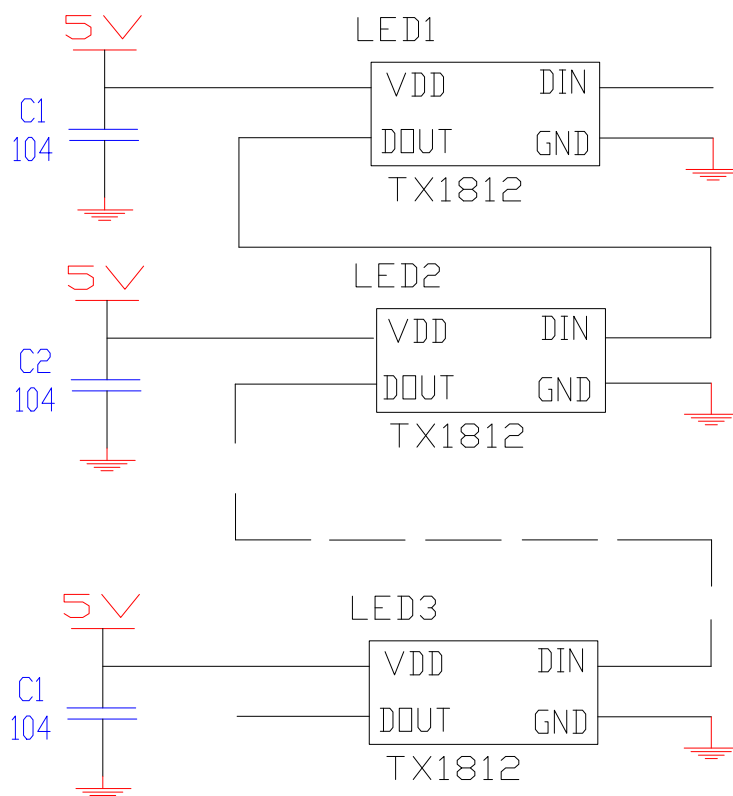 5V
LED1
VDD
DIN
C1
104
DOUT
GND
TX1812
5V
LED2
VDD
DIN
C2
104
DOUT
GND
TX1812
5V
LED3
VDD
DIN
C1
104
DOUT
GND
TX1812